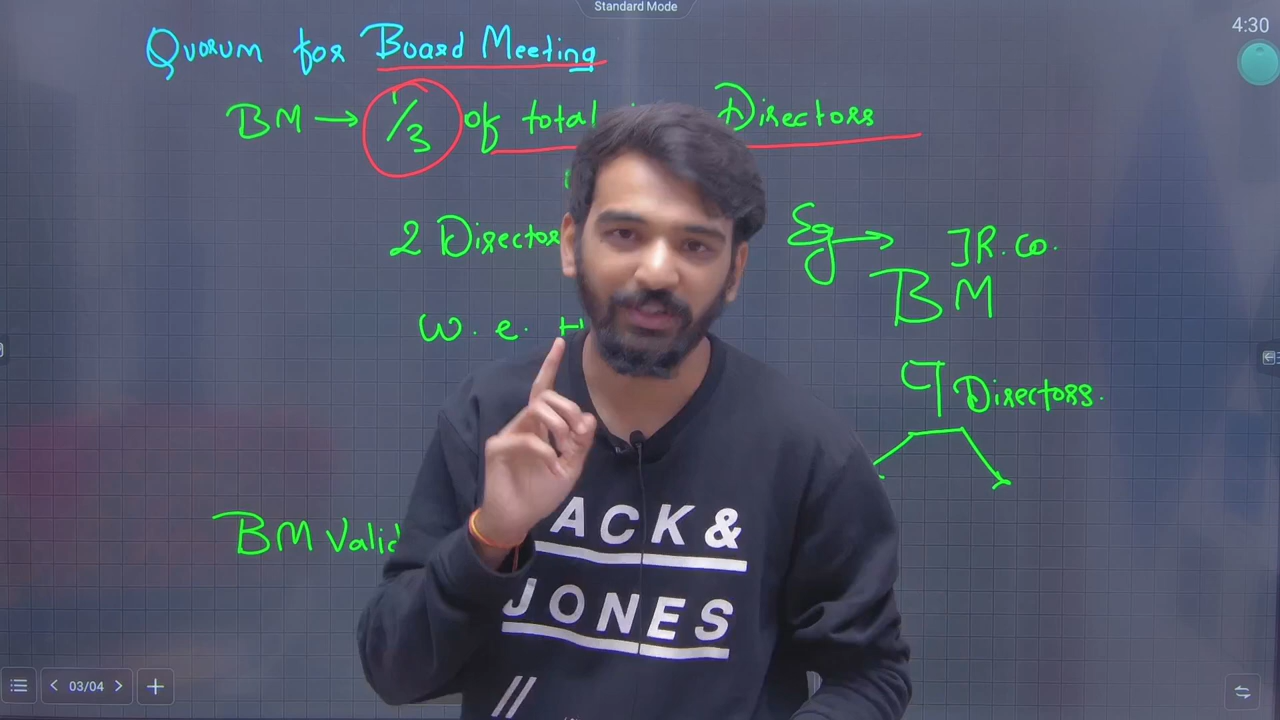 Standard Mode
4:30
Quorum for Board Meeting
BM → 1/3 of total Directors
2 Director
Eg → JR. Co.
BM
w. e.
9 Directors.
BM Valid
JACK &
JONES
03/04